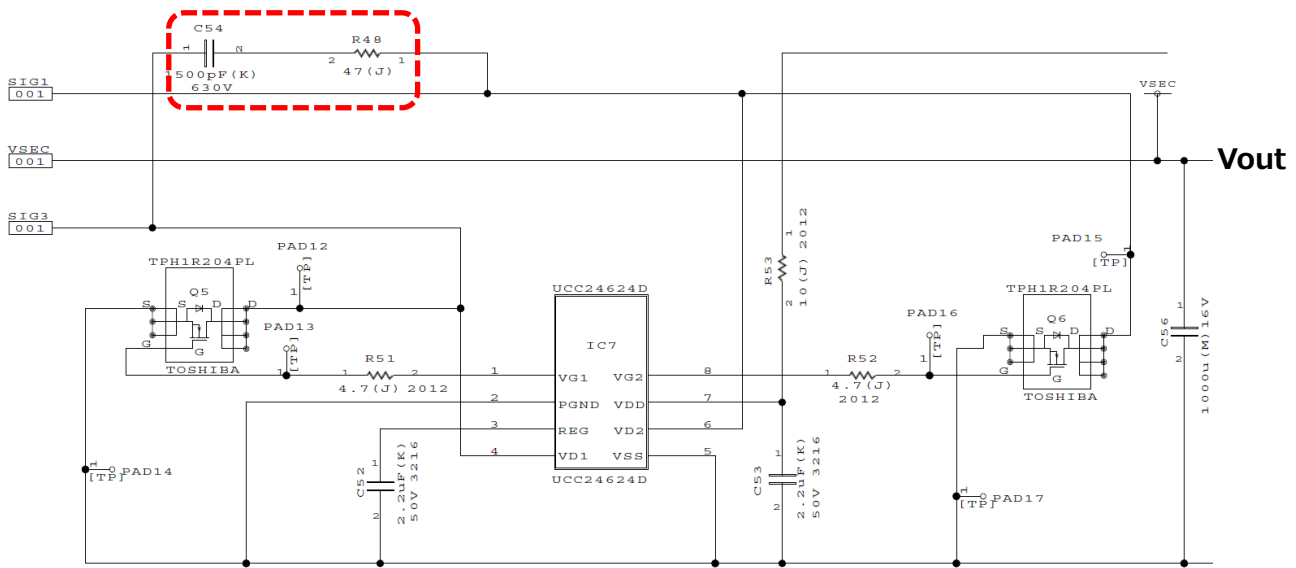 C54
1 2
1500pF(K)
630V
R48
2 1
47(J)
SIG1
001
VSEC
VSEC
001
Vout
SIG3
001
PAD12
[TP]
1
TPH1R204PL
Q5
S S D D
G G
TOSHIBA
PAD13
[TP]
1
R51
1 2
4.7(J) 2012
1
PAD14
[TP]
C52
1
2
2.2uF(K)
50V 3216
UCC24624D
IC7
1 VG1 VG2 8
2 PGND VDD 7
3 REG VD2 6
4 VD1 VSS 5
UCC24624D
R53
1
2
10(J) 2012
C53
1
2
2.2uF(K)
50V 3216
R52
1 2
4.7(J)
2012
PAD16
[TP]
1
PAD15
1
[TP]
TPH1R204PL
Q6
S S D D
G G
TOSHIBA
1
PAD17
[TP]
C56
1
2
1000u(M)16V